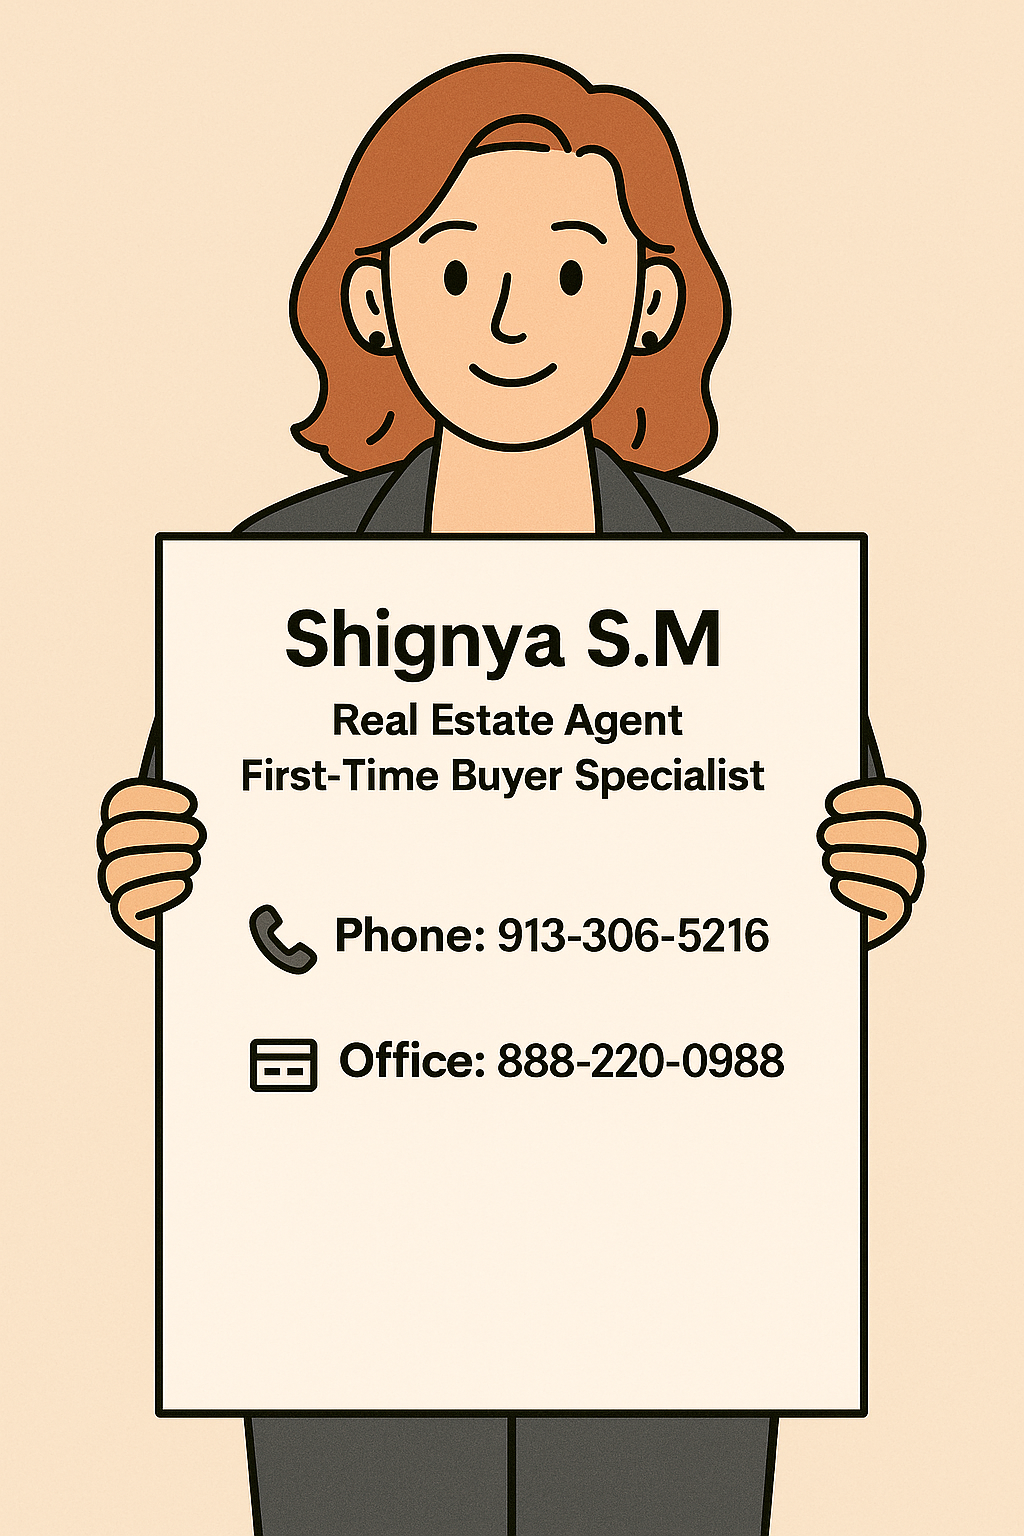 Shignya S.M
Real Estate Agent
First-Time Buyer Specialist
Phone: 913-306-5216
Office: 888-220-0988